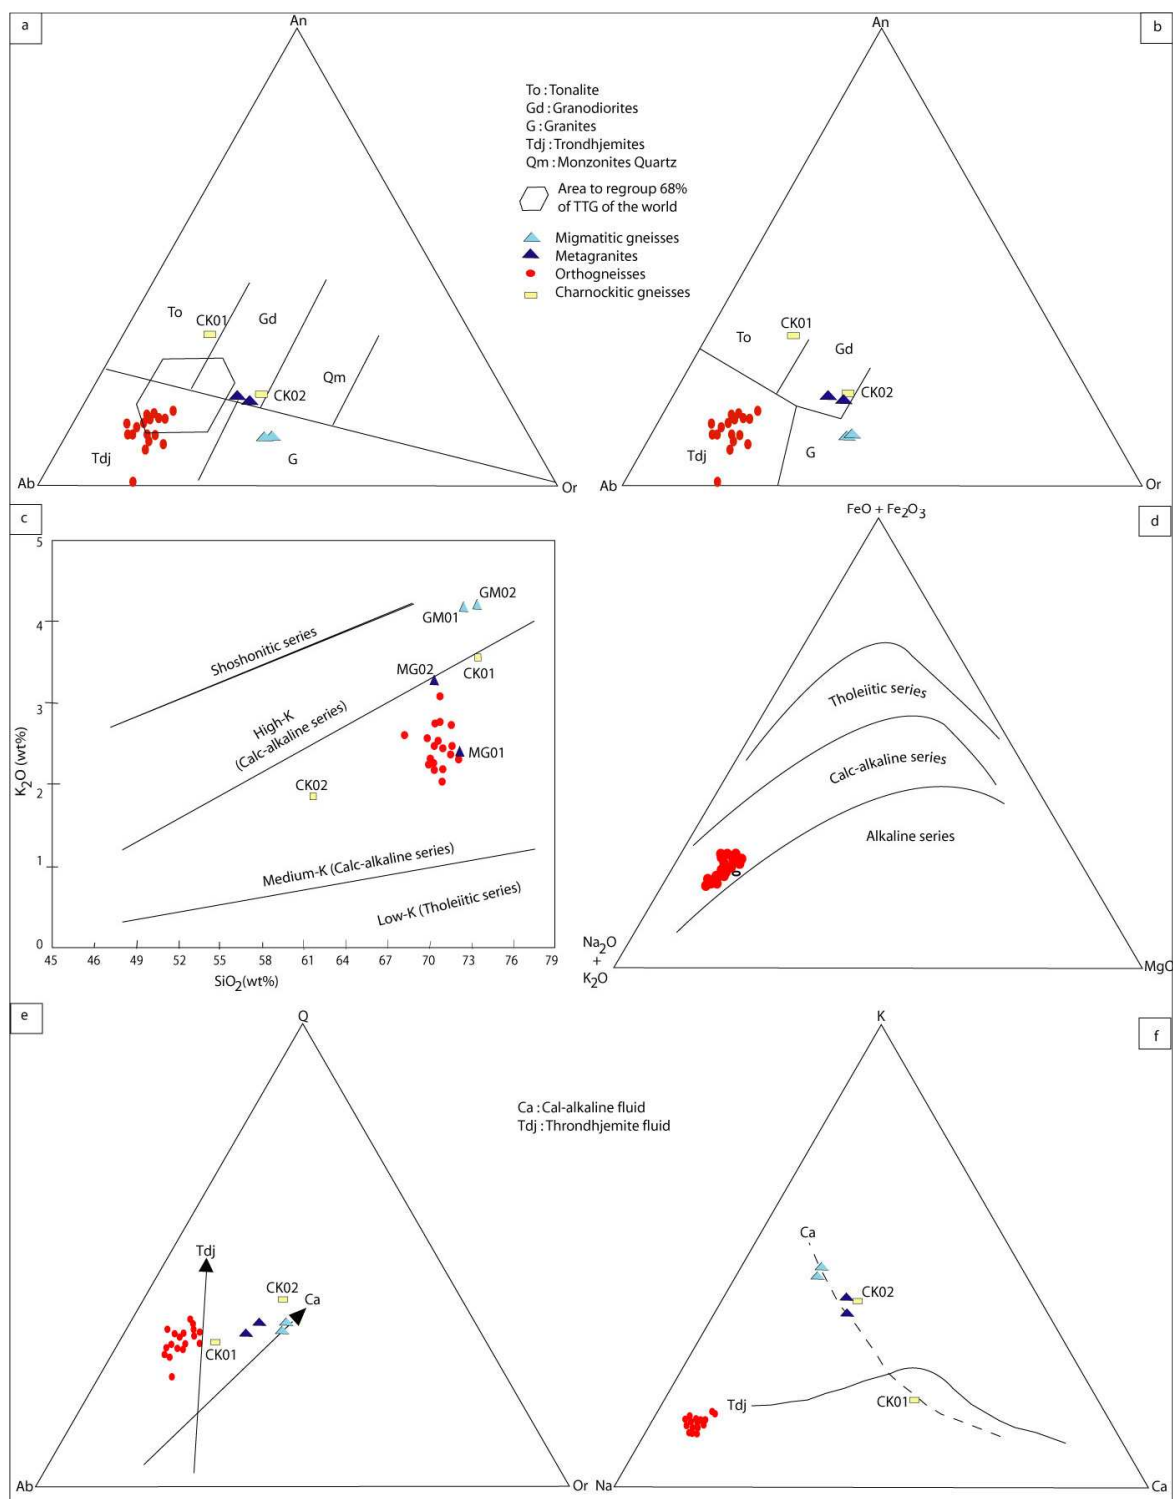 a
An
b
An
To : Tonalite
Gd : Granodiorites
G : Granites
Tdj : Trondhjemites
Qm : Monzonites Quartz
Area to regroup 68%
of TTG of the world
Migmatitic gneisses
Metagranites
Orthogneisses
Charnockitic gneisses
To
CK01
Gd
Qm
CK02
Tdj
G
Ab
Or
CK01
To
Gd
CK02
Tdj
G
Ab
Or
c
5
4
3
2
1
0
K2O (wt%)
GM02
GM01
Shoshonitic series
MG02
CK01
High-K
(Calc-alkaline series)
MG01
CK02
Medium-K (Calc-alkaline series)
Low-K (Tholeiitic series)
45 46 49 52 55 58 61 64 67 70 73 76 79
SiO2(wt%)
FeO + Fe2O3
d
Tholeiitic series
Calc-alkaline series
Alkaline series
g
Na2O
+
K2O
MgO
e
Q
K
f
Ca : Cal-alkaline fluid
Tdj : Throndhjemite fluid
Tdj
CK02
Ca
CK01
Ab
Or
Ca
CK02
Tdj
CK01
Na
Ca